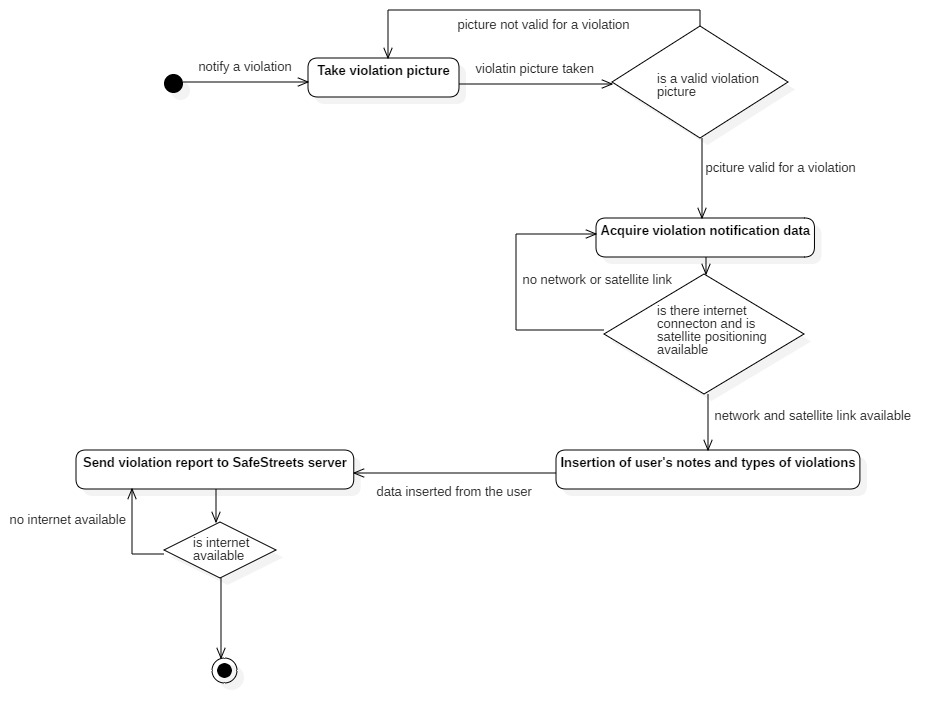 picture not valid for a violation
notify a violation
Take violation picture
violatin picture taken
is a valid violation
picture
pciture valid for a violation
Acquire violation notification data
no network or satellite link
is there internet
connecton and is
satellite positioning
available
network and satellite link available
Insertion of user's notes and types of violations
data inserted from the user
Send violation report to SafeStreets server
no internet available
is internet
available